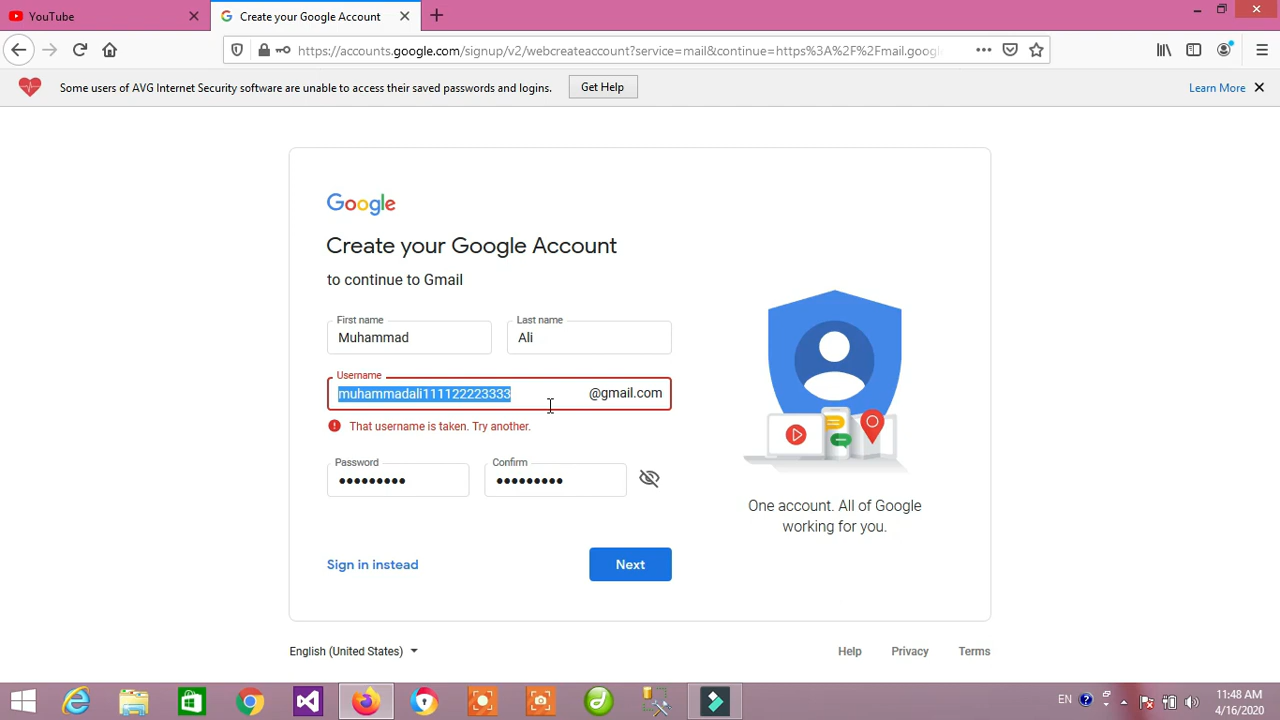 YouTube
Create your Google Account
https://accounts.google.com/signup/v2/webcreateaccount?service=mail&continue=https%3A%2F%2Fmail.goog
Some users of AVG Internet Security software are unable to access their saved passwords and logins.
Get Help
Learn More
Google
Create your Google Account
to continue to Gmail
First name
Last name
Muhammad
Ali
Username
muhammadali111122223333
@gmail.com
That username is taken. Try another.
Password
Confirm
•••••••••
•••••••••
One account. All of Google
working for you.
Sign in instead
Next
English (United States)
Help
Privacy
Terms
EN
11:48 AM
4/16/2020